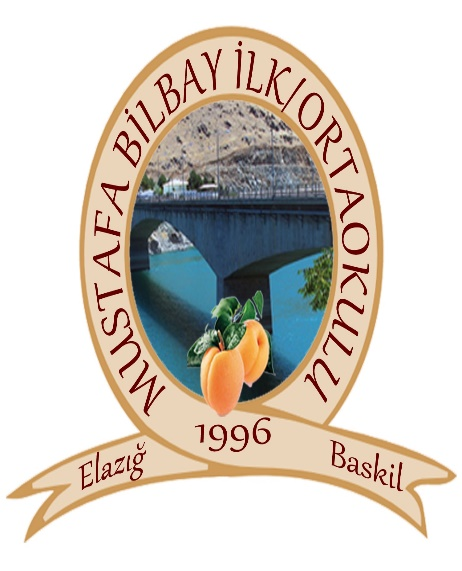 MUSTAFA BİLBAY İLK/ORTAOKULU
1996
Elazığ
Baskil